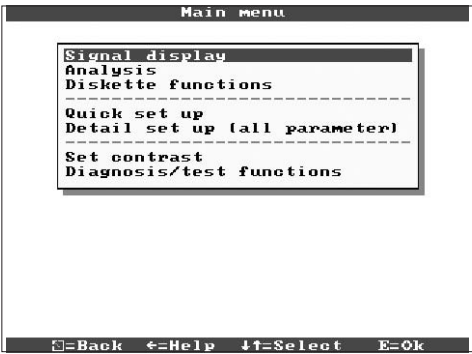 Main menu
Signal display
Analysis
Diskette functions
Quick set up
Detail set up (all parameter)
Set contrast
Diagnosis/test functions
=Back ←=Help ↓↑=Select E=Ok